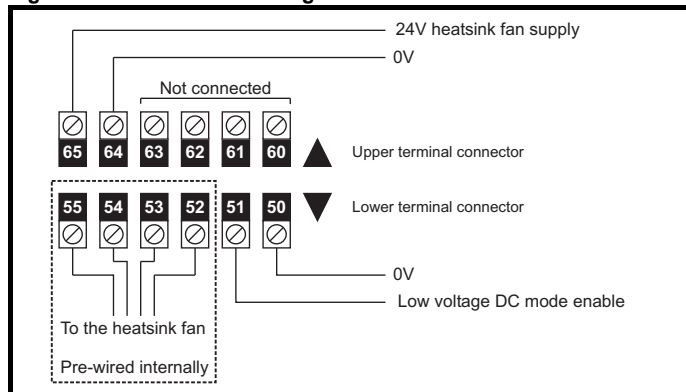 24V heatsink fan supply
0V
Not connected
65 64 63 62 61 60
Upper terminal connector
55 54 53 52 51 50
Lower terminal connector
0V
Low voltage DC mode enable
To the heatsink fan
Pre-wired internally